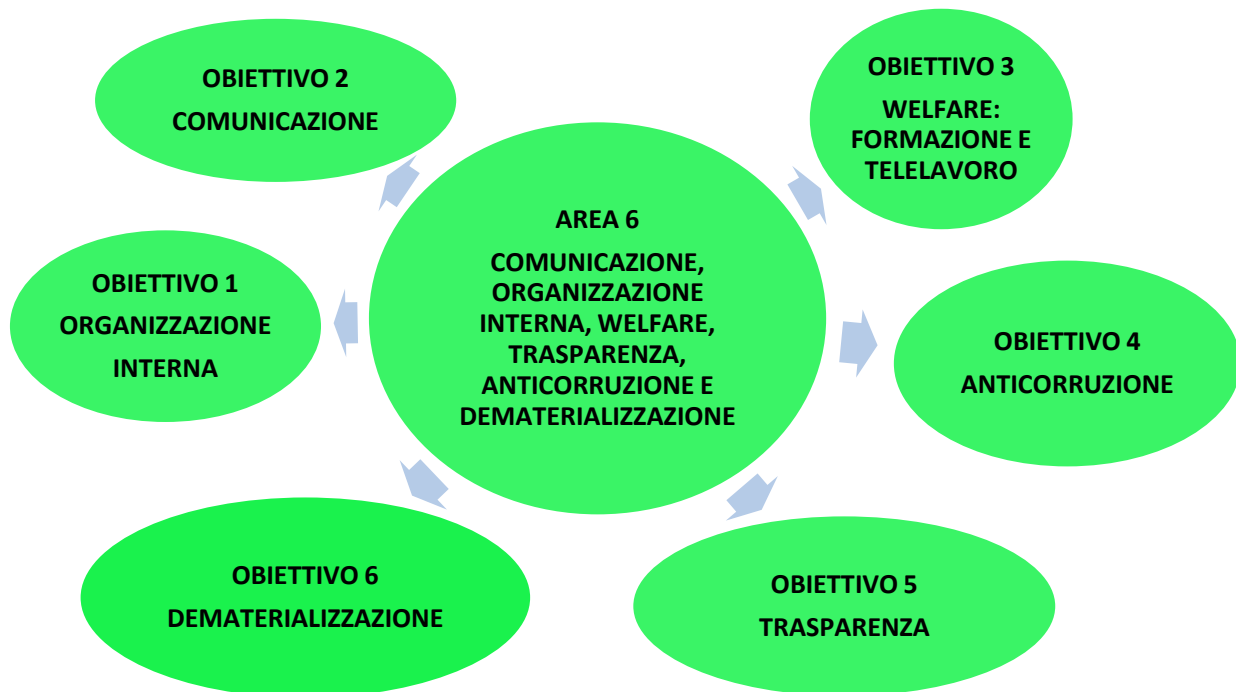 OBIETTIVO 2
COMUNICAZIONE
OBIETTIVO 3
WELFARE:
FORMAZIONE E
TELELAVORO
AREA 6
COMUNICAZIONE,
ORGANIZZAZIONE
INTERNA, WELFARE,
TRASPARENZA,
ANTICORRUZIONE E
DEMATERIALIZZAZIONE
OBIETTIVO 1
ORGANIZZAZIONE
INTERNA
OBIETTIVO 4
ANTICORRUZIONE
OBIETTIVO 6
DEMATERIALIZZAZIONE
OBIETTIVO 5
TRASPARENZA